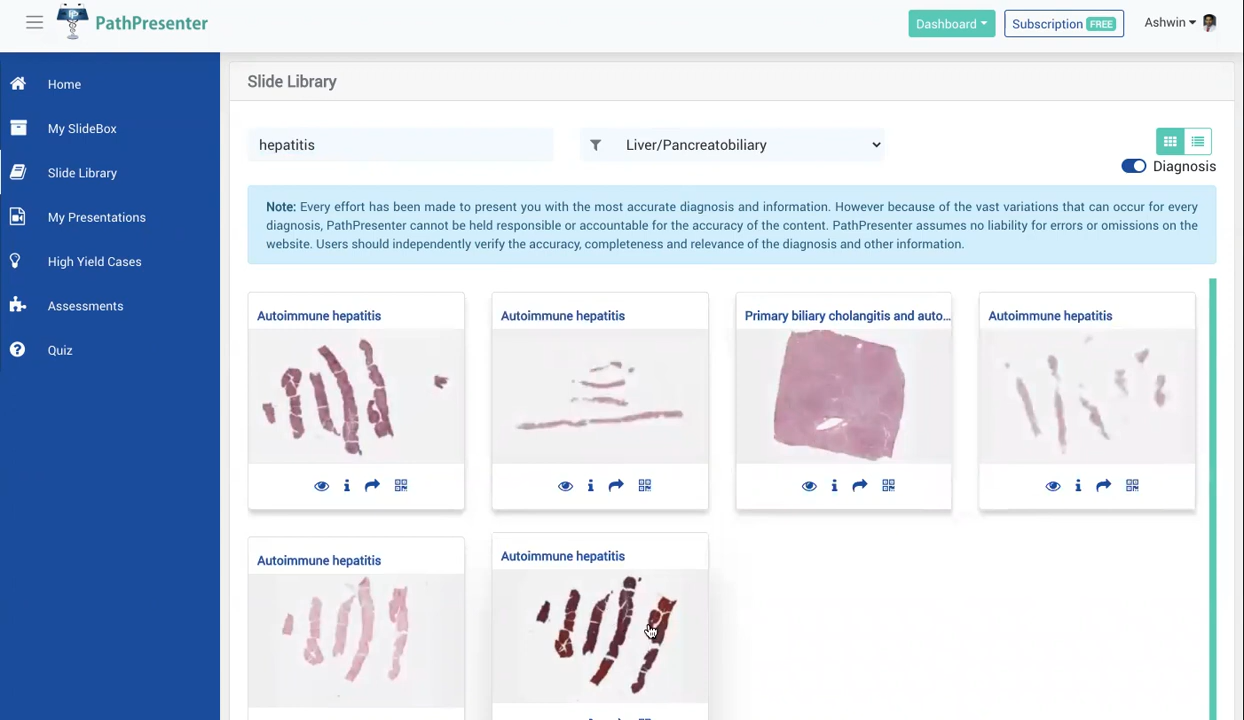 PathPresenter
Dashboard
Subscription FREE
Ashwin
Home
My SlideBox
Slide Library
My Presentations
High Yield Cases
Assessments
Quiz
Slide Library
hepatitis
Liver/Pancreatobiliary
Diagnosis
Note: Every effort has been made to present you with the most accurate diagnosis and information. However because of the vast variations that can occur for every
diagnosis, PathPresenter cannot be held responsible or accountable for the accuracy of the content. PathPresenter assumes no liability for errors or omissions on the
website. Users should independently verify the accuracy, completeness and relevance of the diagnosis and other information.
Autoimmune hepatitis
Autoimmune hepatitis
Primary biliary cholangitis and auto...
Autoimmune hepatitis
Autoimmune hepatitis
Autoimmune hepatitis